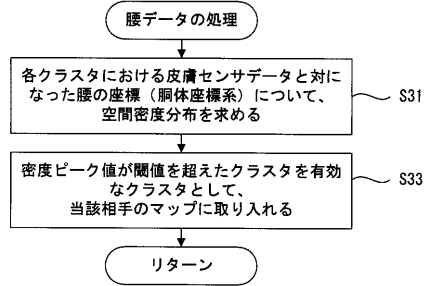 腰データの処理
各クラスタにおける皮膚センサデータと対に
なった腰の座標（胴体座標系）について、
空間密度分布を求める
S31
密度ピーク値が閾値を超えたクラスタを有効
なクラスタとして、
当該相手のマップに取り入れる
S33
リターン